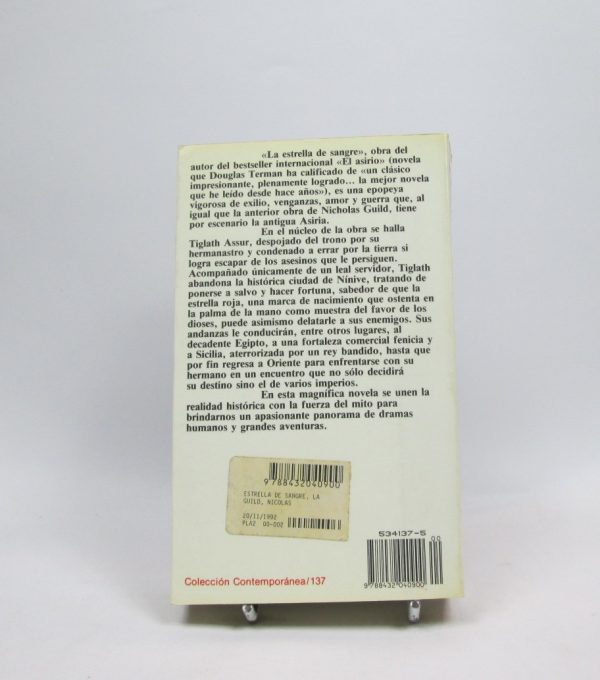 «La estrella de sangre», obra del
autor del bestseller internacional «El asirio» (novela
que Douglas Terman ha calificado de «un clásico
impresionante, plenamente logrado... la mejor novela
que he leído desde hace años»), es una epopeya
vigorosa de exilio, venganzas, amor y guerra que, al
igual que la anterior obra de Nicholas Guild, tiene
por escenario la antigua Asiria.
En el núcleo de la obra se halla
Tiglath Assur, despojado del trono por su
hermanastro y condenado a errar por la tierra si
logra escapar de los asesinos que le persiguen.
Acompañado únicamente de un leal servidor, Tiglath
abandona la histórica ciudad de Nínive, tratando de
ponerse a salvo y hacer fortuna, sabedor de que la
estrella roja, una marca de nacimiento que ostenta en
la palma de la mano como muestra del favor de los
dioses, puede asimismo delatarle a sus enemigos. Sus
andanzas le conducirán, entre otros lugares, al
decadente Egipto, a una fortaleza comercial fenicia y
a Sicilia, aterrorizada por un rey bandido, hasta que
por fin regresa a Oriente para enfrentarse con su
hermano en un encuentro que no sólo decidirá
su destino sino el de varios imperios.
En esta magnífica novela se unen la
realidad histórica con la fuerza del mito para
brindarnos un apasionante panorama de dramas
humanos y grandes aventuras.
9 788432 040900
ESTRELLA DE SANGRE, LA
GUILD, NICOLAS
20/11/1992
PLA2 00-002
534137-5
00
9 788432 040900
Colección Contemporánea/137